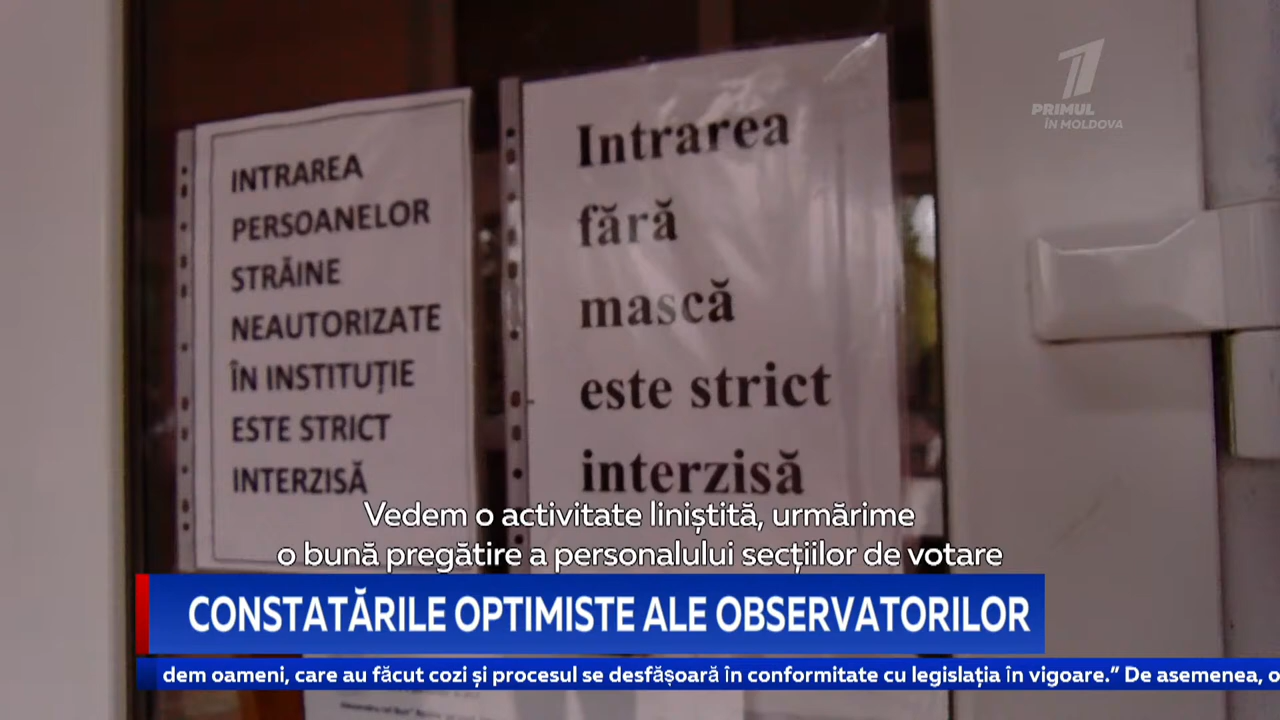 INTRAREA
PERSOANELOR
STRĂINE
NEAUTORIZATE
ÎN INSTITUȚIE
ESTE STRICT
INTERZISĂ
Intrarea
fără
mască
este strict
interzisă
PRIMUL
ÎN MOLDOVA
Vedem o activitate liniștită, urmărime
o bună pregătire a personalului secțiilor de votare
CONSTATĂRILE OPTIMISTE ALE OBSERVATORILOR
dem oameni, care au făcut cozi și procesul se desfășoară în conformitate cu legislația în vigoare.” De asemenea, o